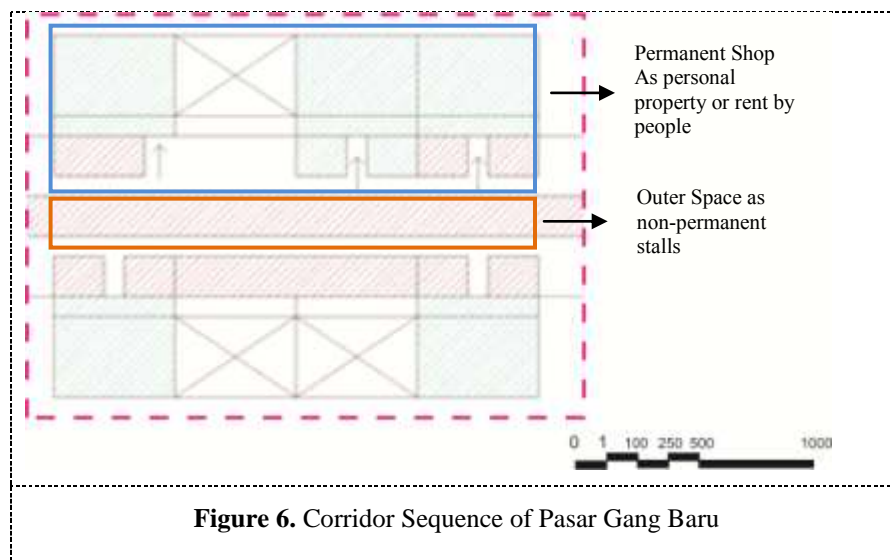 Permanent Shop
As personal
property or rent by
people
Outer Space as
non-permanent
stalls
0 1 100 250 500 1000
Figure 6. Corridor Sequence of Pasar Gang Baru